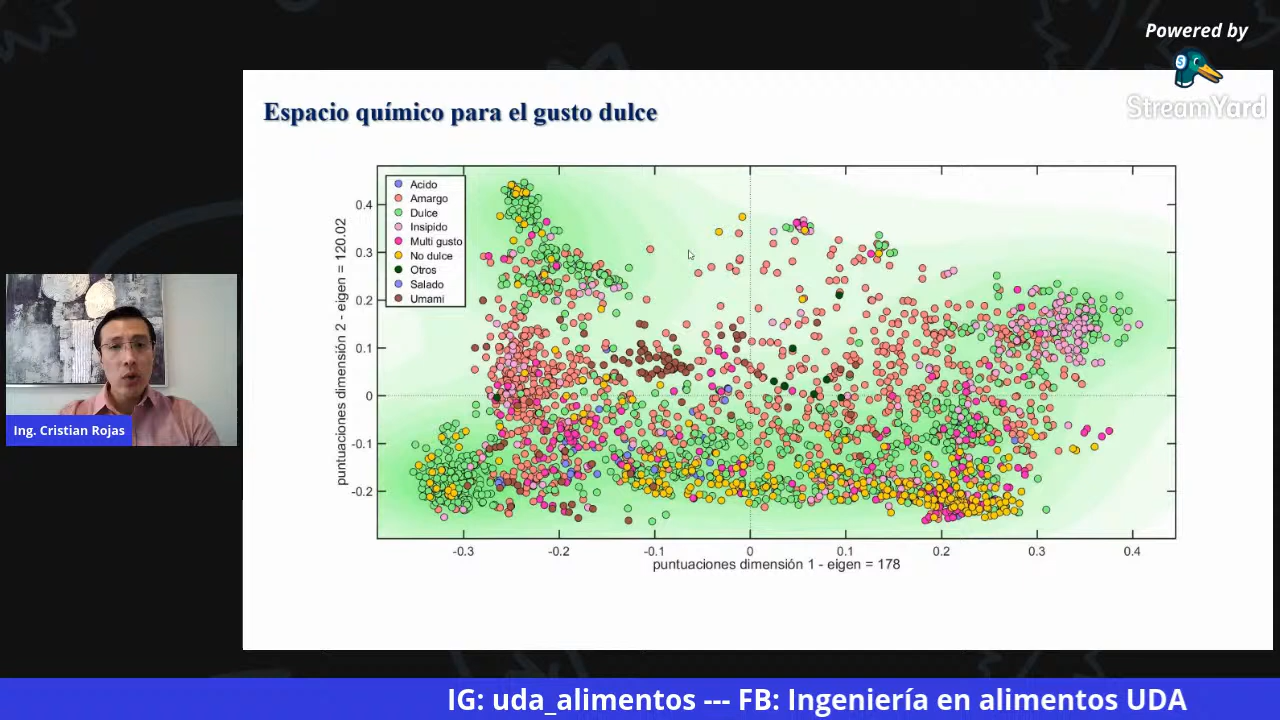 Powered by
StreamYard
Espacio químico para el gusto dulce
Acido
Amargo
Dulce
Insipido
Multi gusto
No dulce
Otros
Salado
Umami
puntuaciones dimensión 2 - eigen = 120.02
0.4
0.3
0.2
0.1
0
-0.1
-0.2
-0.3
-0.2
-0.1
0
0.1
0.2
0.3
0.4
puntuaciones dimensión 1 - eigen = 178
Ing. Cristian Rojas
IG: uda_alimentos --- FB: Ingeniería en alimentos UDA